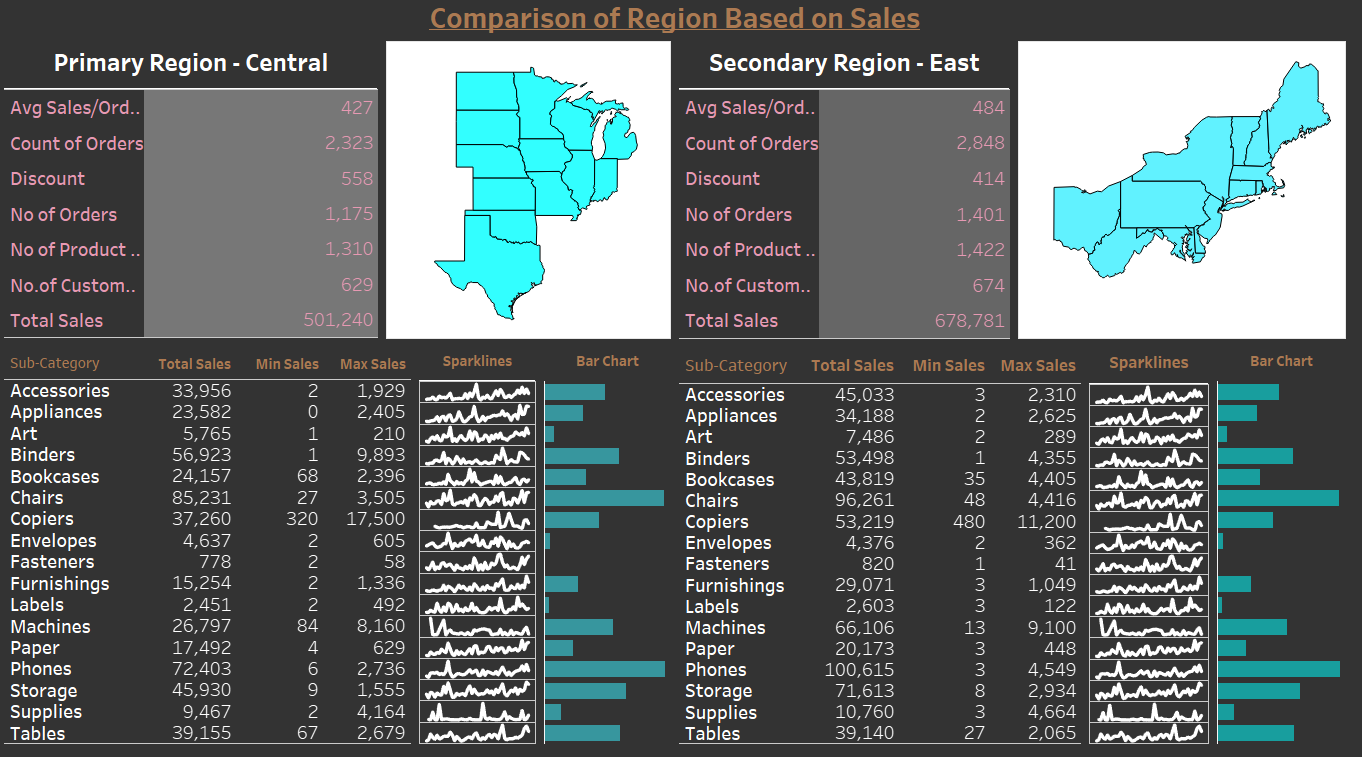 Comparison of Region Based on Sales
Primary Region - Central
Avg Sales/Ord.. 427
Count of Orders 2,323
Discount 558
No of Orders 1,175
No of Product .. 1,310
No.of Custom.. 629
Total Sales 501,240
Secondary Region - East
Avg Sales/Ord.. 484
Count of Orders 2,848
Discount 414
No of Orders 1,401
No of Product .. 1,422
No.of Custom.. 674
Total Sales 678,781
Sub-Category Total Sales Min Sales Max Sales Sparklines Bar Chart
Accessories 33,956 2 1,929
Appliances 23,582 0 2,405
Art 5,765 1 210
Binders 56,923 1 9,893
Bookcases 24,157 68 2,396
Chairs 85,231 27 3,505
Copiers 37,260 320 17,500
Envelopes 4,637 2 605
Fasteners 778 2 58
Furnishings 15,254 2 1,336
Labels 2,451 2 492
Machines 26,797 84 8,160
Paper 17,492 4 629
Phones 72,403 6 2,736
Storage 45,930 9 1,555
Supplies 9,467 2 4,164
Tables 39,155 67 2,679
Sub-Category Total Sales Min Sales Max Sales Sparklines Bar Chart
Accessories 45,033 3 2,310
Appliances 34,188 2 2,625
Art 7,486 2 289
Binders 53,498 1 4,355
Bookcases 43,819 35 4,405
Chairs 96,261 48 4,416
Copiers 53,219 480 11,200
Envelopes 4,376 2 362
Fasteners 820 1 41
Furnishings 29,071 3 1,049
Labels 2,603 3 122
Machines 66,106 13 9,100
Paper 20,173 3 448
Phones 100,615 3 4,549
Storage 71,613 8 2,934
Supplies 10,760 3 4,664
Tables 39,140 27 2,065